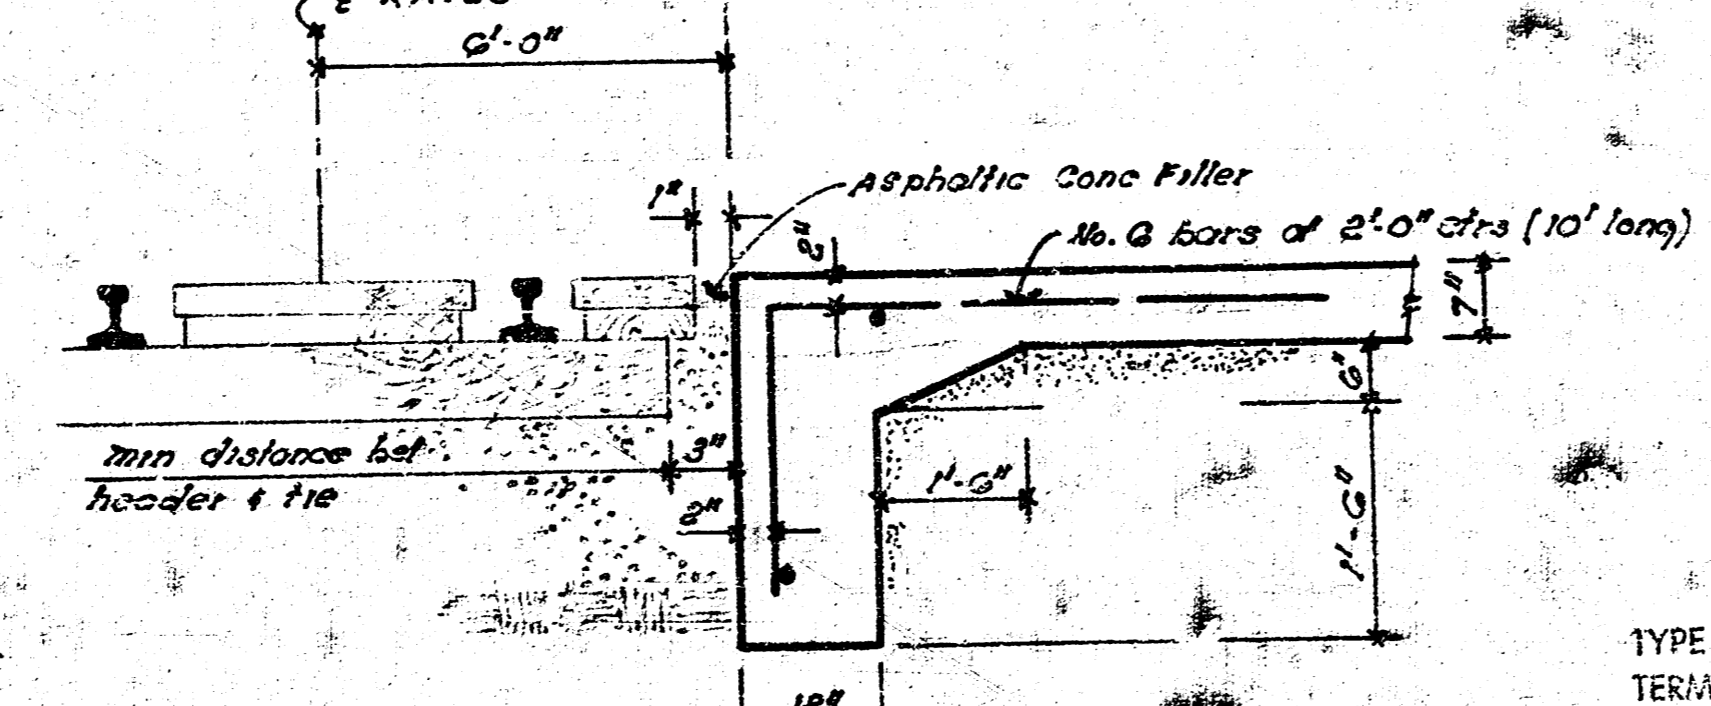 6'-0"
1"
Asphaltic Conc Filler
2"
No. 6 bars at 2'-0" ctrs (10' long)
7"
6"
min distance bet
header & tie
3"
2"
1'-6"
1'-6"
12"
TYPE
TERM